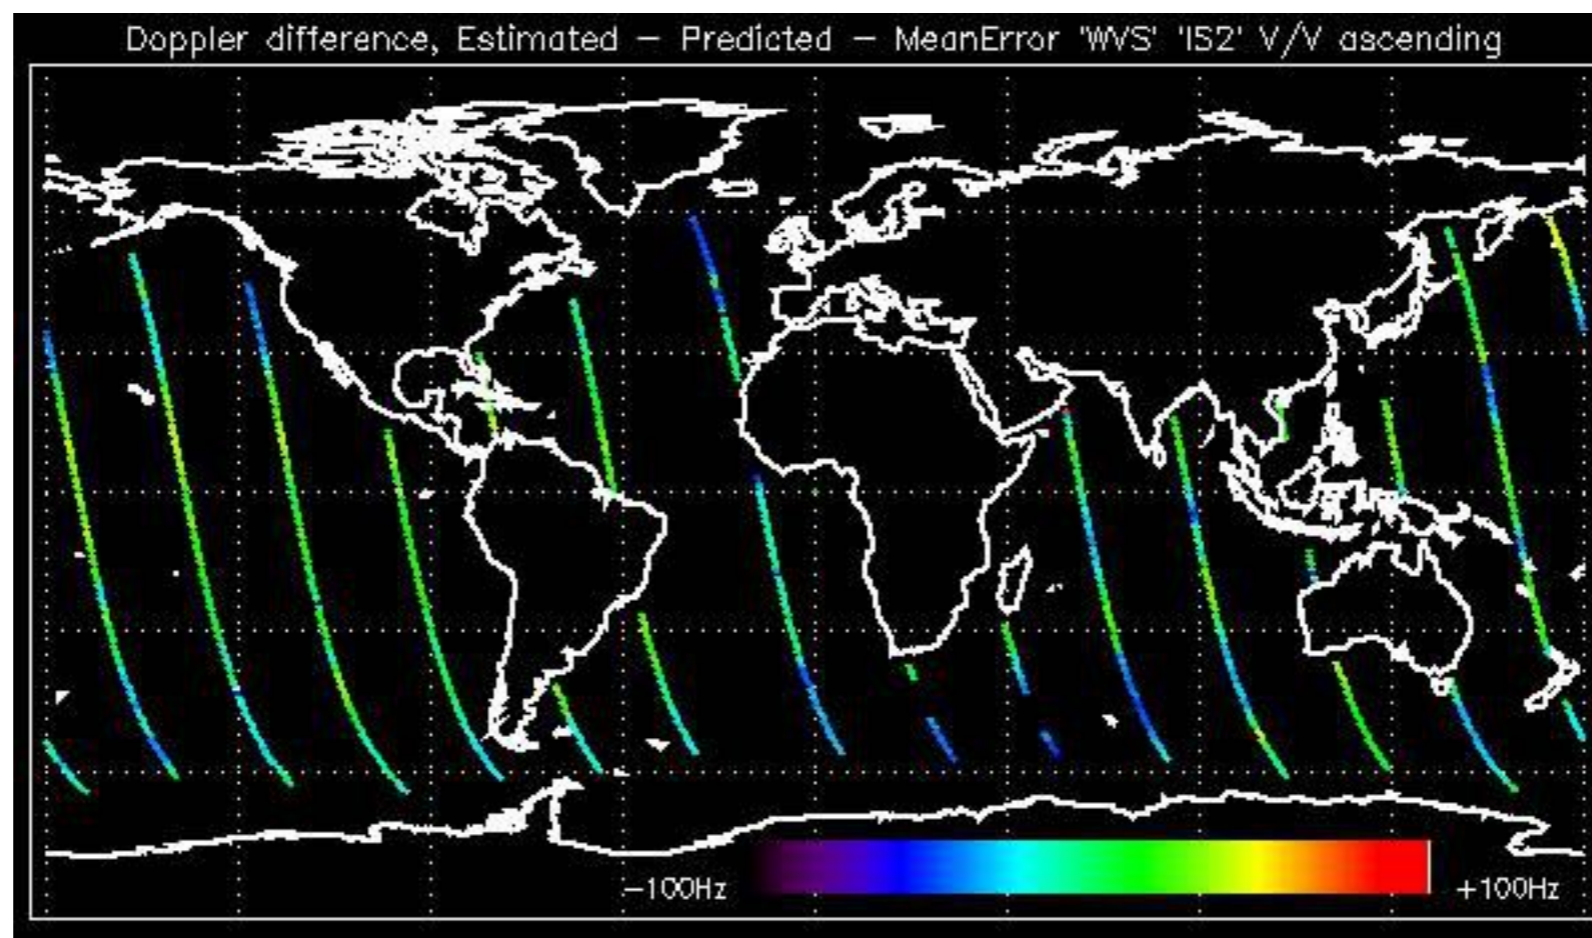 Doppler difference, Estimated – Predicted – MeanError 'WVS' 'IS2' V/V ascending
−100Hz
+100Hz